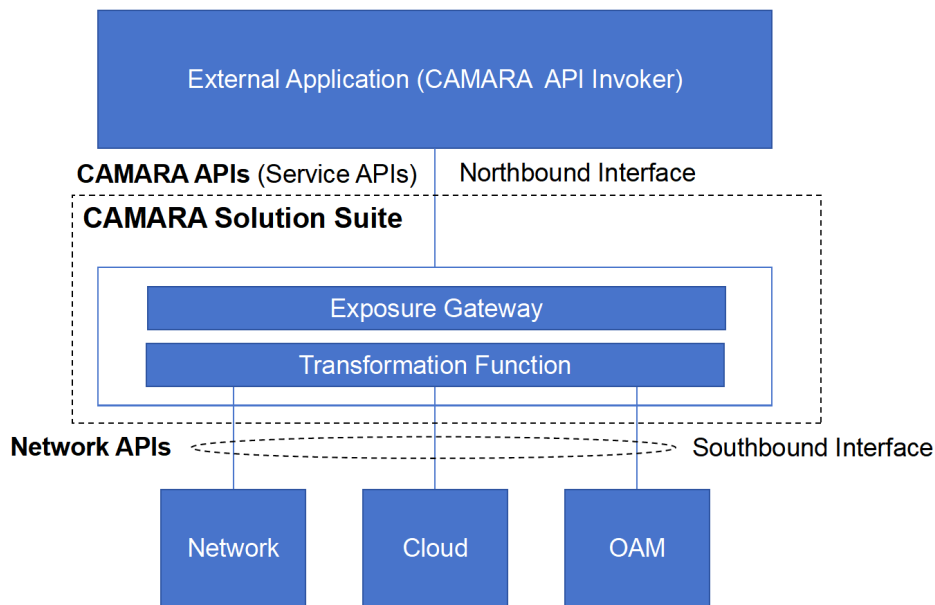 External Application (CAMARA  API Invoker)
CAMARA APIs (Service APIs)
Northbound Interface
CAMARA Solution Suite
Exposure Gateway
Transformation Function
Network APIs
Southbound Interface
Network
Cloud
OAM